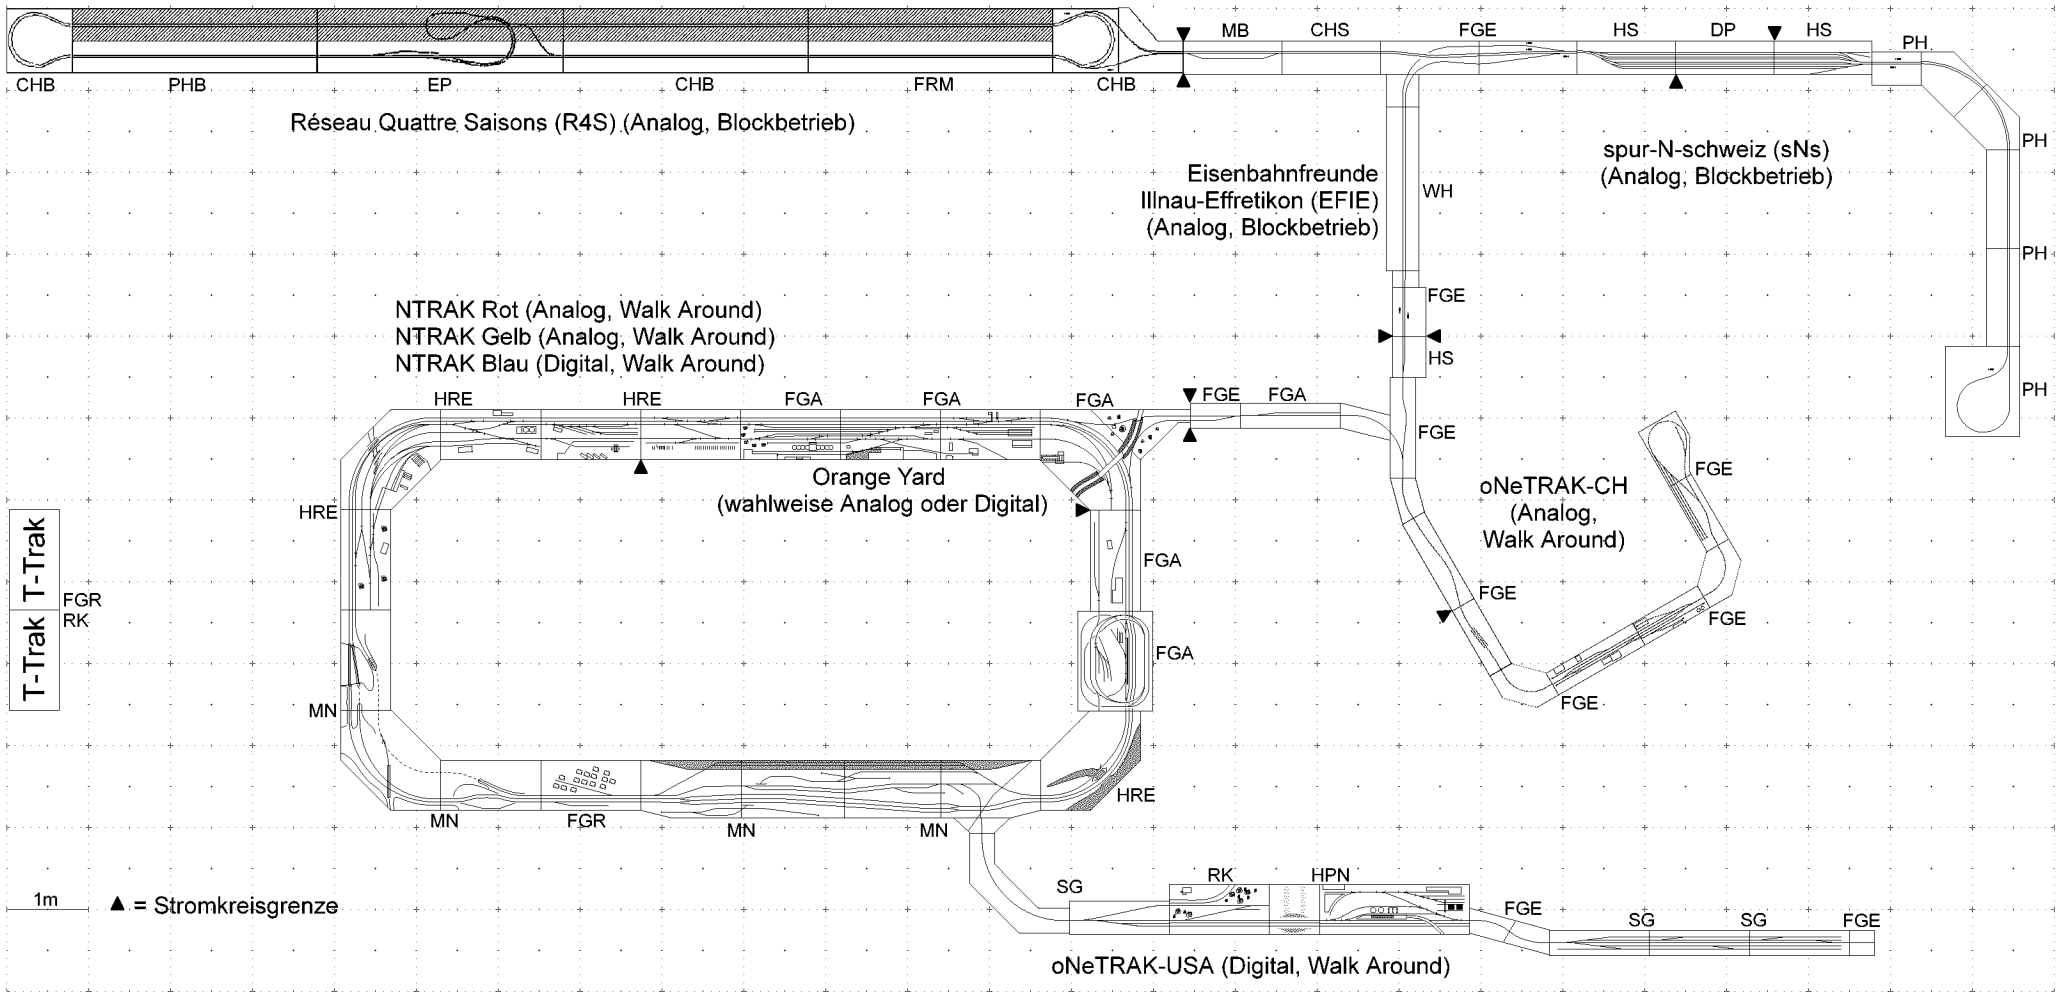 MB
CHS
FGE
HS
DP
HS
PH
CHB
PHB
EP
CHB
FRM
CHB
Réseau Quattre Saisons (R4S) (Analog, Blockbetrieb)
PH
spur-N-schweiz (sNs)
(Analog, Blockbetrieb)
Eisenbahnfreunde
Illnau-Effretikon (EFIE)
(Analog, Blockbetrieb)
WH
PH
FGE
HS
PH
NTRAK Rot (Analog, Walk Around)
NTRAK Gelb (Analog, Walk Around)
NTRAK Blau (Digital, Walk Around)
HRE
HRE
FGA
FGA
FGA
FGE
FGA
FGE
Orange Yard
(wahlweise Analog oder Digital)
oNeTRAK-CH
(Analog,
Walk Around)
FGE
HRE
T-Trak
T-Trak
FGR
RK
FGA
FGE
FGE
FGA
FGE
MN
HRE
MN
FGR
MN
MN
SG
RK
HPN
FGE
SG
SG
FGE
1m
▲ = Stromkreisgrenze
oNeTRAK-USA (Digital, Walk Around)